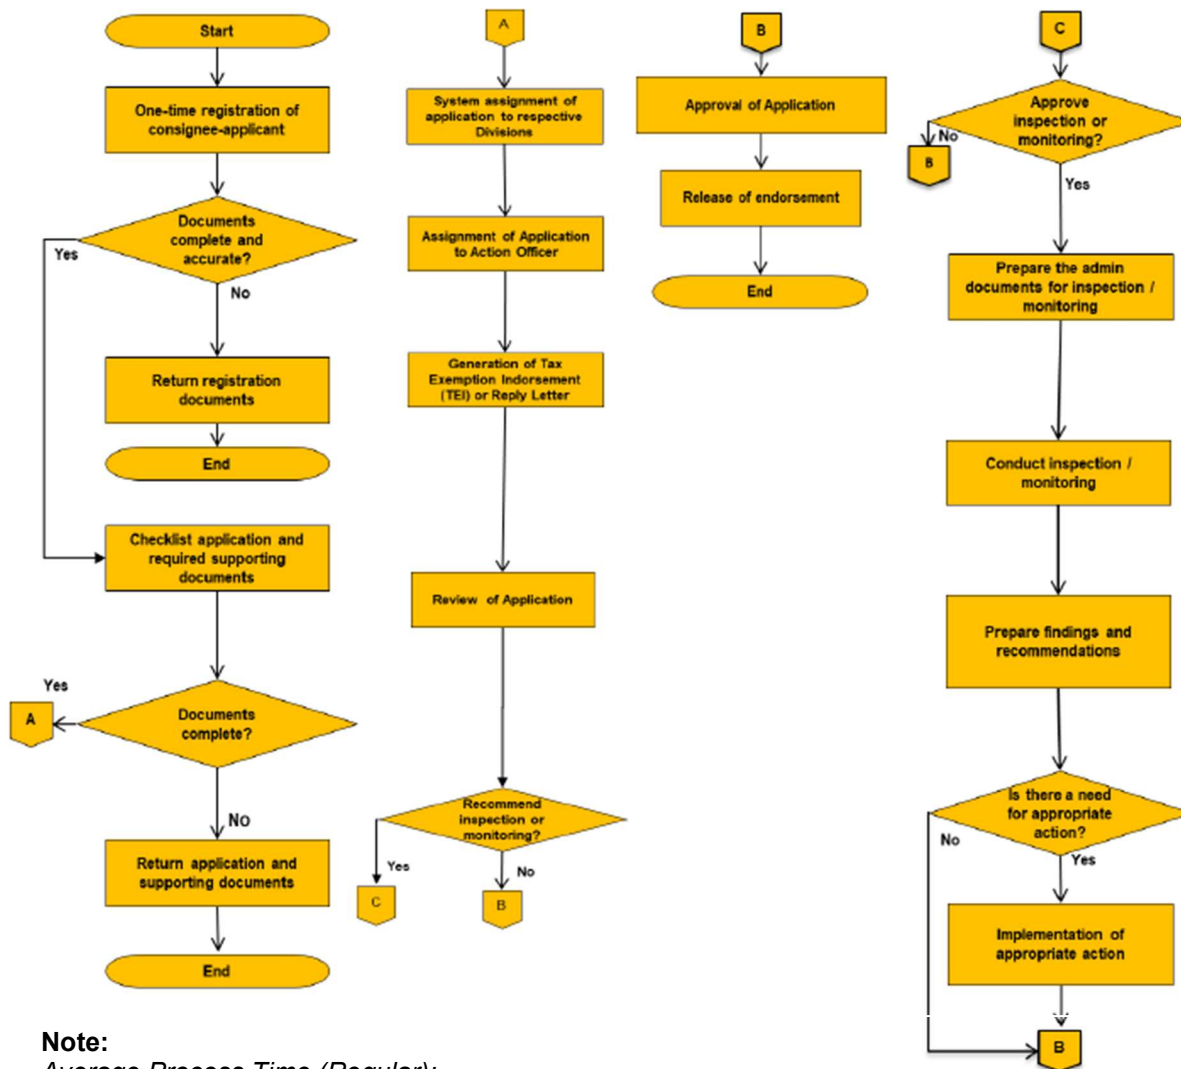 Start
One-time registration of
consignee-applicant
Documents
complete and
accurate?
Yes
No
Return registration
documents
End
Checklist application and
required supporting
documents
Yes
A
Documents
complete?
NO
Return application and
supporting documents
End
A
System assignment of
application to respective
Divisions
Assignment of Application
to Action Officer
Generation of Tax
Exemption Indorsement
(TEI) or Reply Letter
Review of Application
Recommend
inspection or
monitoring?
Yes
No
C
B
B
Approval of Application
Release of endorsement
End
C
Approve
inspection or
monitoring?
No
B
Yes
Prepare the admin
documents for inspection /
monitoring
Conduct inspection /
monitoring
Prepare findings and
recommendations
Is there a need
for appropriate
action?
No
Yes
Implementation of
appropriate action
B
Note:
Average Process Time (Regular):